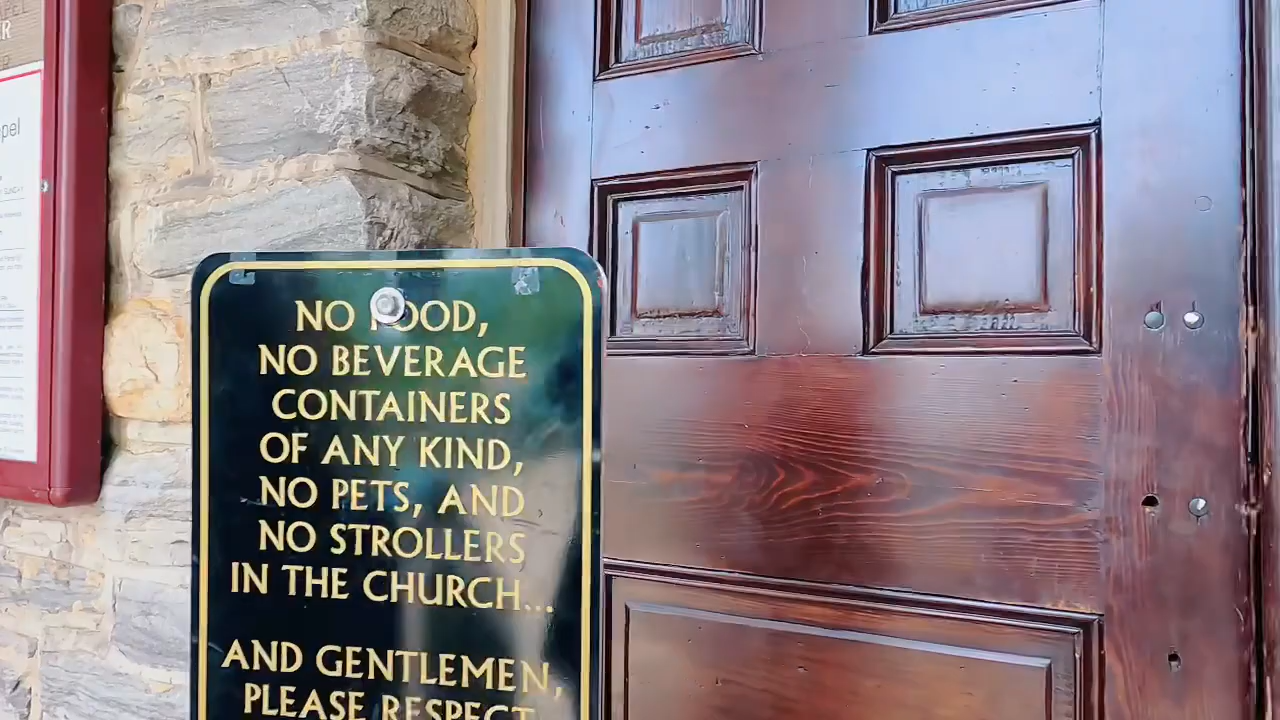 NO FOOD,
NO BEVERAGE
CONTAINERS
OF ANY KIND,
NO PETS, AND
NO STROLLERS
IN THE CHURCH...
AND GENTLEMEN,
PLEASE RESPECT